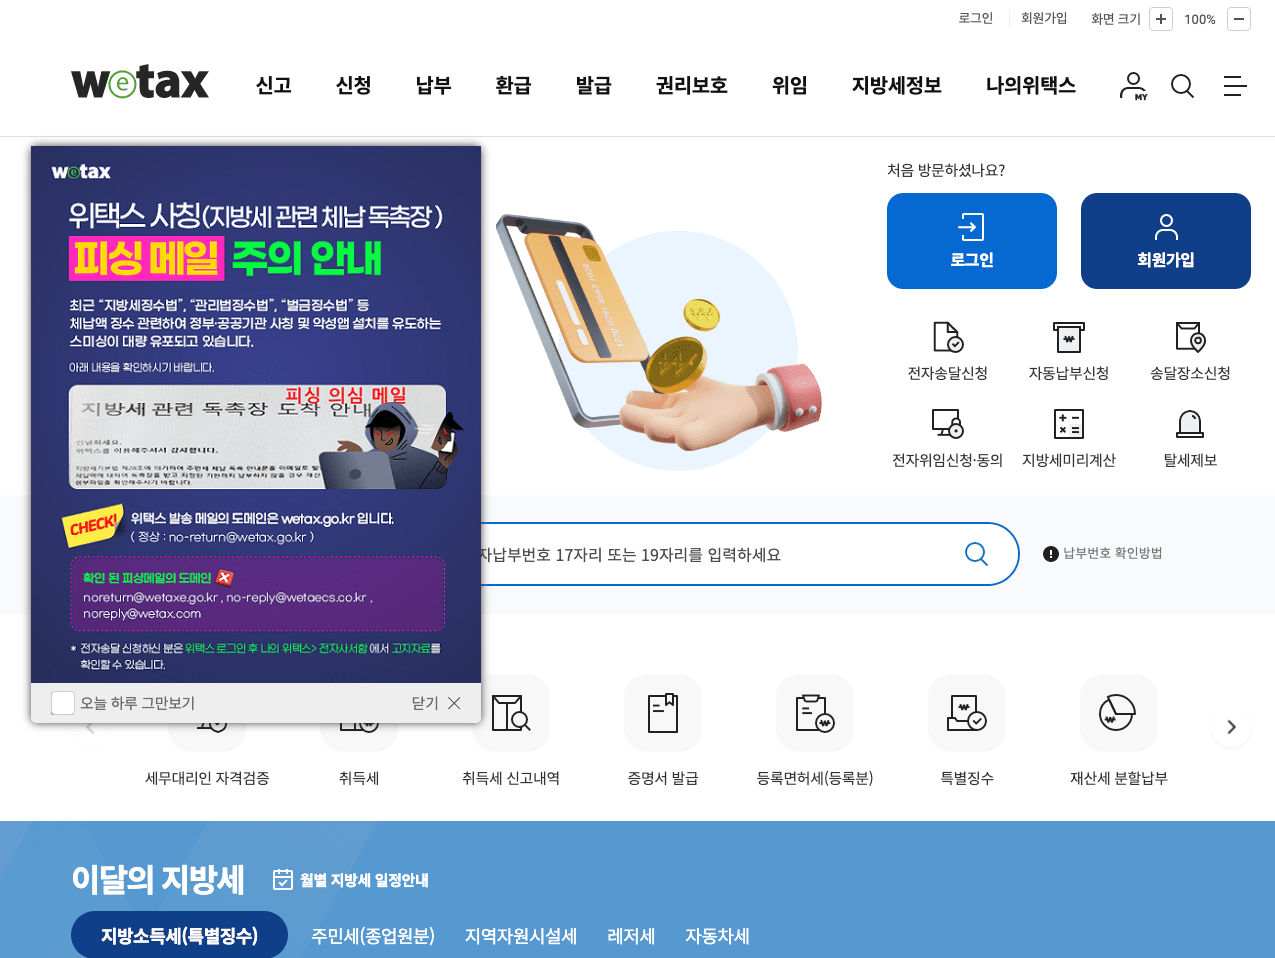 로그인
회원가입
화면 크기
100%
wetax
신고
신청
납부
환급
발급
권리보호
위임
지방세정보
나의위택스
MY
wetax
위택스 사칭(지방세 관련 체납 독촉장)
피싱 메일 주의 안내
최근 “지방세징수법”, “관리법징수법”, “벌금징수법” 등
체납액 징수 관련하여 정부·공공기관 사칭 및 악성앱 설치를 유도하는
스미싱이 대량 유포되고 있습니다.
아래 내용을 확인하시기 바랍니다.
피싱 의심 메일
지방세 관련 독촉장 도착 안내
안녕하세요.
위택스를 이용해주셔서 감사합니다.
CHECK!
위택스 발송 메일의 도메인은 wetax.go.kr 입니다.
( 정상 : no-return@wetax.go.kr )
확인 된 피싱메일의 도메인
noreturn@wetaxe.go.kr , no-reply@wetaecs.co.kr ,
noreply@wetax.com
* 전자송달 신청하신 분은 위택스 로그인 후 나의 위택스> 전자사서함 에서 고지자료를
확인할 수 있습니다.
오늘 하루 그만보기
닫기
처음 방문하셨나요?
로그인
회원가입
전자송달신청
자동납부신청
송달장소신청
전자위임신청·동의
지방세미리계산
탈세제보
자납부번호 17자리 또는 19자리를 입력하세요
납부번호 확인방법
세무대리인 자격검증
취득세
취득세 신고내역
증명서 발급
등록면허세(등록분)
특별징수
재산세 분할납부
이달의 지방세
월별 지방세 일정안내
지방소득세(특별징수)
주민세(종업원분)
지역자원시설세
레저세
자동차세